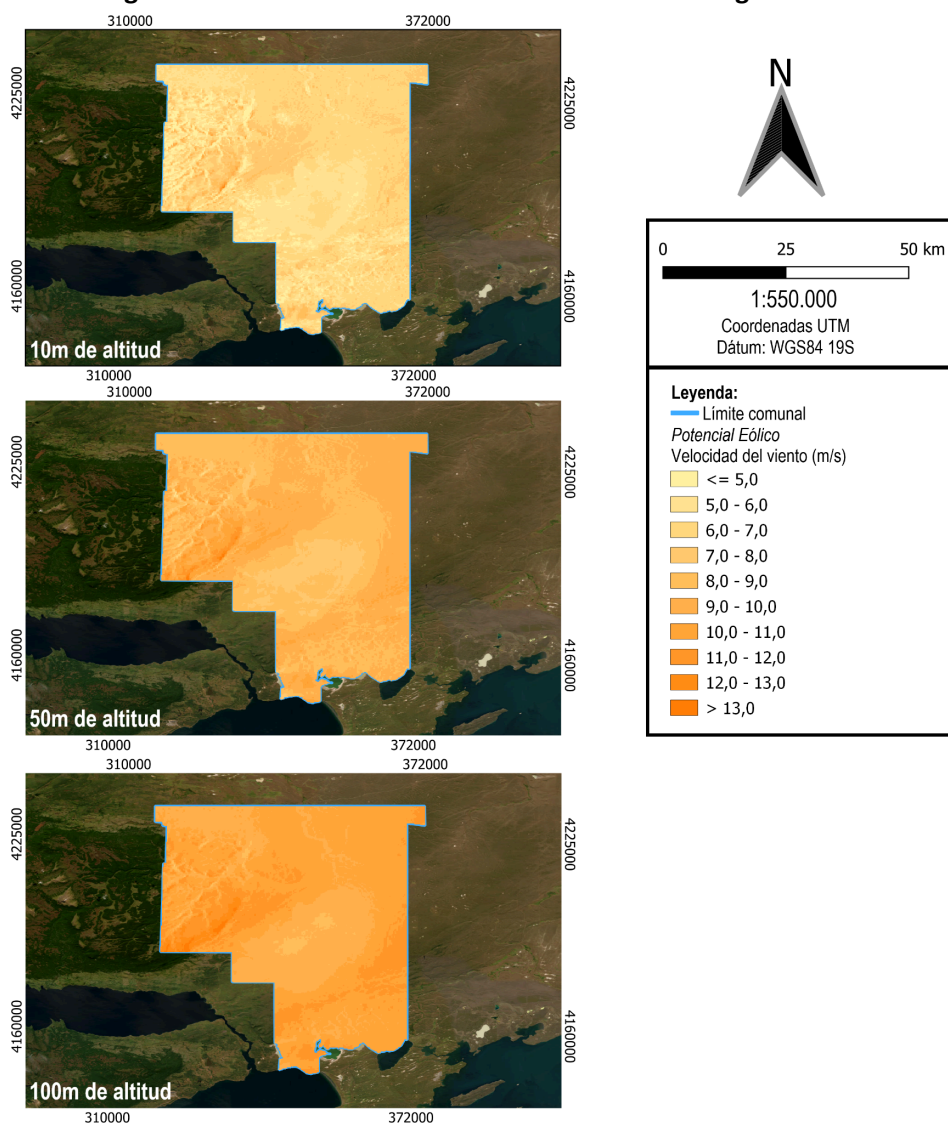 310000
372000
4225000
4225000
4160000
4160000
10m de altitud
310000
372000
310000
372000
4225000
4225000
4160000
4160000
50m de altitud
310000
372000
310000
372000
4225000
4225000
4160000
4160000
100m de altitud
310000
372000
N
0 25 50 km
1:550.000
Coordenadas UTM
Dátum: WGS84 19S
Leyenda:
Límite comunal
Potencial Eólico
Velocidad del viento (m/s)
<= 5,0
5,0 - 6,0
6,0 - 7,0
7,0 - 8,0
8,0 - 9,0
9,0 - 10,0
10,0 - 11,0
11,0 - 12,0
12,0 - 13,0
> 13,0